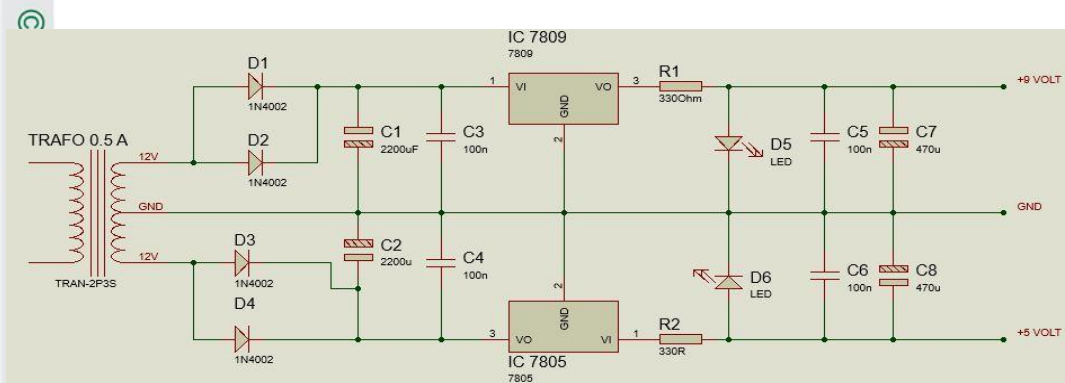 ©
IC 7809
7809
D1
1N4002
1
VI
GND
VO
3
2
R1
330Ohm
+9 VOLT
TRAFO 0.5 A
12V
D2
1N4002
C1
2200uF
C3
100n
D5
LED
C5
100n
C7
470u
GND
GND
12V
TRAN-2P3S
D3
1N4002
D4
1N4002
C2
2200u
C4
100n
D6
LED
C6
100n
C8
470u
2
GND
3
VO
VI
1
R2
330R
+5 VOLT
IC 7805
7805